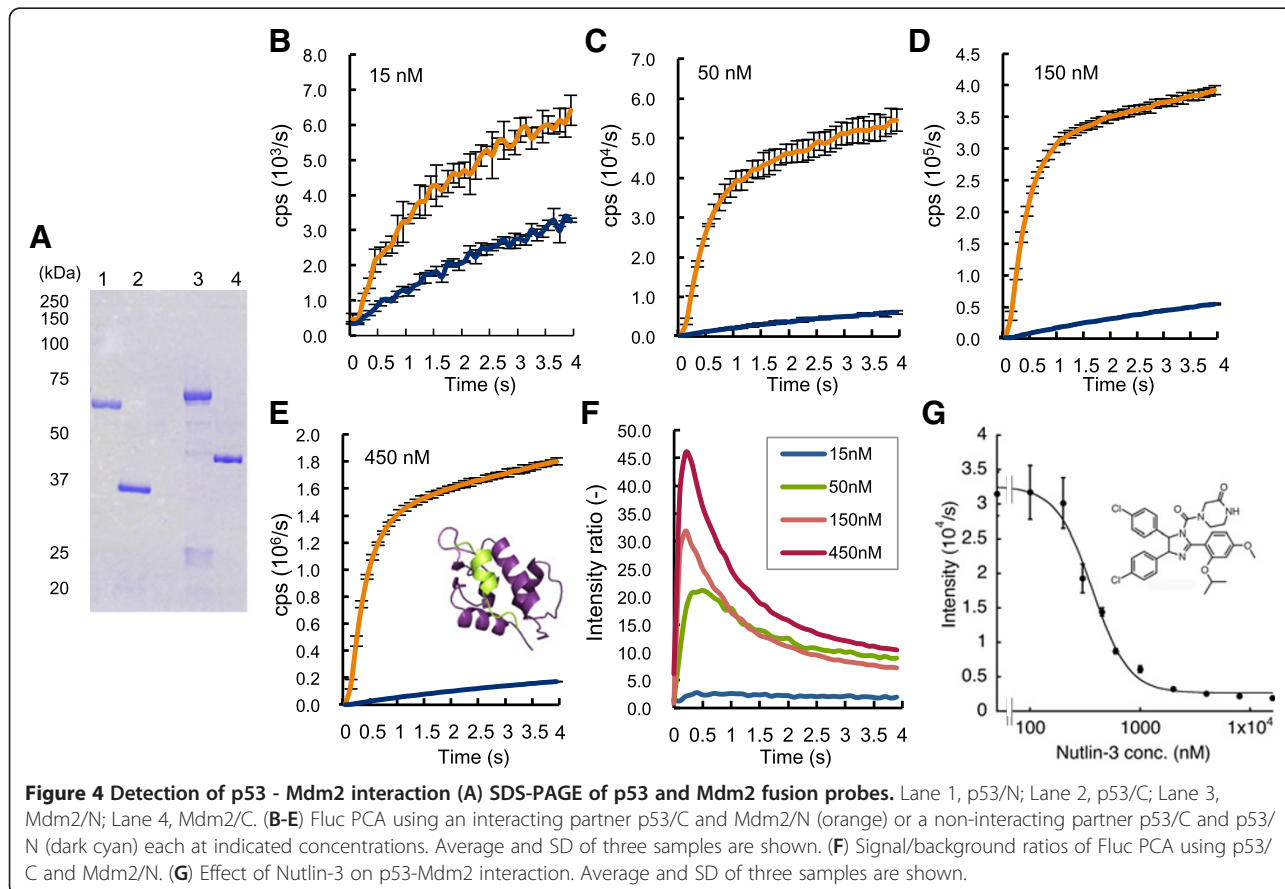 A
(kDa)
1 2 3 4
250
150
100
75
50
37
25
20
B
15 nM
cps (10³/s)
8.0
7.0
6.0
5.0
4.0
3.0
2.0
1.0
0.0
0 0.5 1 1.5 2 2.5 3 3.5 4
Time (s)
C
50 nM
cps (10⁴/s)
7.0
6.0
5.0
4.0
3.0
2.0
1.0
0.0
0 0.5 1 1.5 2 2.5 3 3.5 4
Time (s)
D
150 nM
cps (10⁵/s)
4.5
4.0
3.5
3.0
2.5
2.0
1.5
1.0
0.5
0.0
0 0.5 1 1.5 2 2.5 3 3.5 4
Time (s)
E
450 nM
cps (10⁶/s)
2.0
1.8
1.6
1.4
1.2
1.0
0.8
0.6
0.4
0.2
0.0
0 0.5 1 1.5 2 2.5 3 3.5 4
Time (s)
F
Intensity ratio (-)
50.0
45.0
40.0
35.0
30.0
25.0
20.0
15.0
10.0
5.0
0.0
0 0.5 1 1.5 2 2.5 3 3.5 4
Time (s)
15nM
50nM
150nM
450nM
G
Intensity (10⁴/s)
4
3.5
3
2.5
2
1.5
1
0.5
0
100 1000 1x10⁴
Nutlin-3 conc. (nM)
Cl
Cl
O
N
N
O
NH
N
O
O
Figure 4 Detection of p53 - Mdm2 interaction (A) SDS-PAGE of p53 and Mdm2 fusion probes. Lane 1, p53/N; Lane 2, p53/C; Lane 3,
Mdm2/N; Lane 4, Mdm2/C. (B-E) Fluc PCA using an interacting partner p53/C and Mdm2/N (orange) or a non-interacting partner p53/C and p53/
N (dark cyan) each at indicated concentrations. Average and SD of three samples are shown. (F) Signal/background ratios of Fluc PCA using p53/
C and Mdm2/N. (G) Effect of Nutlin-3 on p53-Mdm2 interaction. Average and SD of three samples are shown.